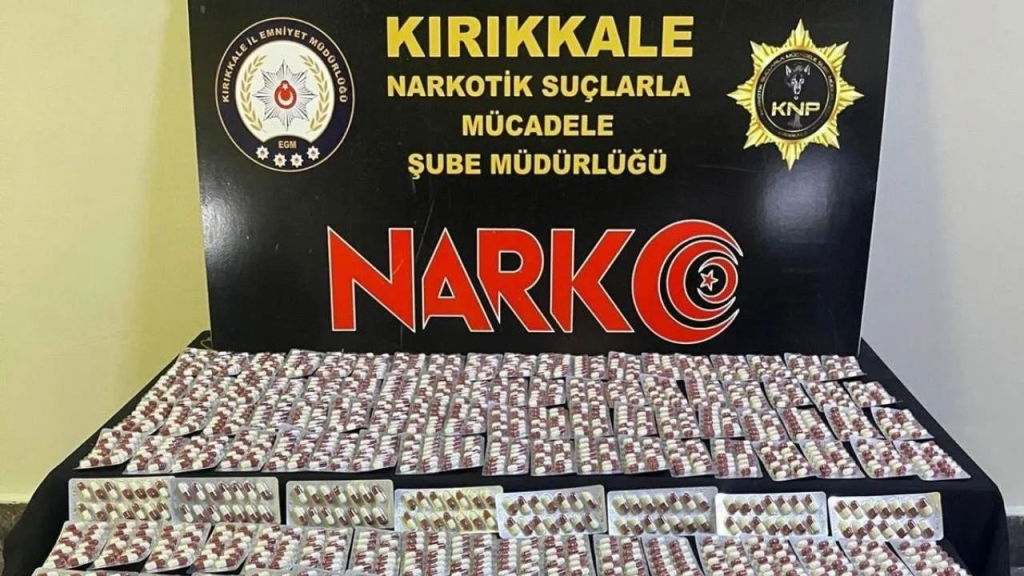 KIRIKKALE
NARKOTİK SUÇLARLA
MÜCADELE
ŞUBE MÜDÜRLÜĞÜ
KIRIKKALE İL EMNİYET MÜDÜRLÜĞÜ
EGM
KNP
NARKO